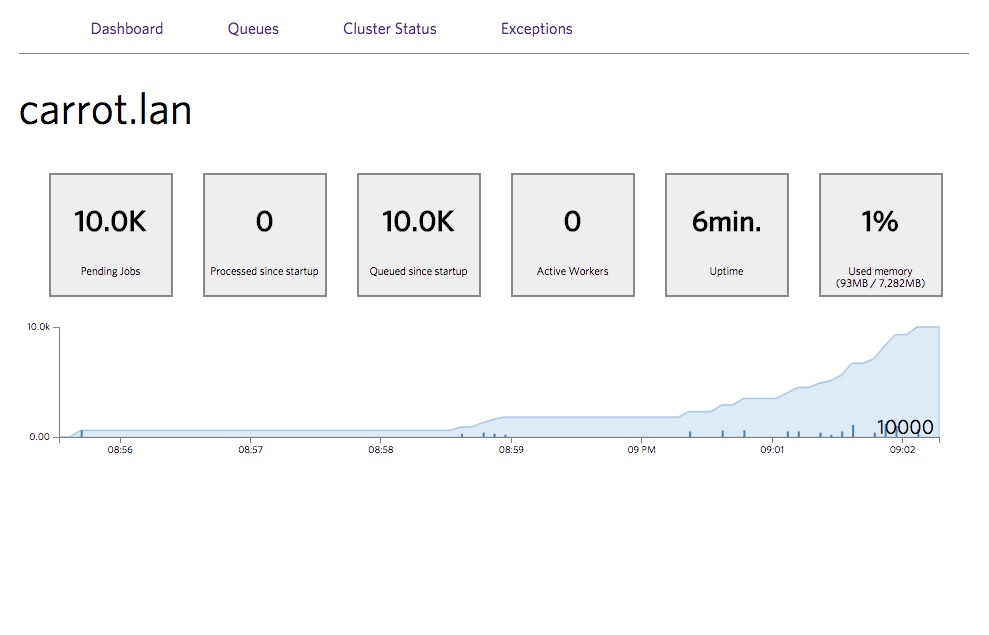 Dashboard Queues Cluster Status Exceptions
carrot.lan
10.0K 0 10.0K 0 6min. 1%
Pending Jobs Processed since startup Queued since startup Active Workers Uptime Used memory
(93MB / 7,282MB)
10.0k
10000
0.00
08:56 08:57 08:58 08:59 09 PM 09:01 09:02